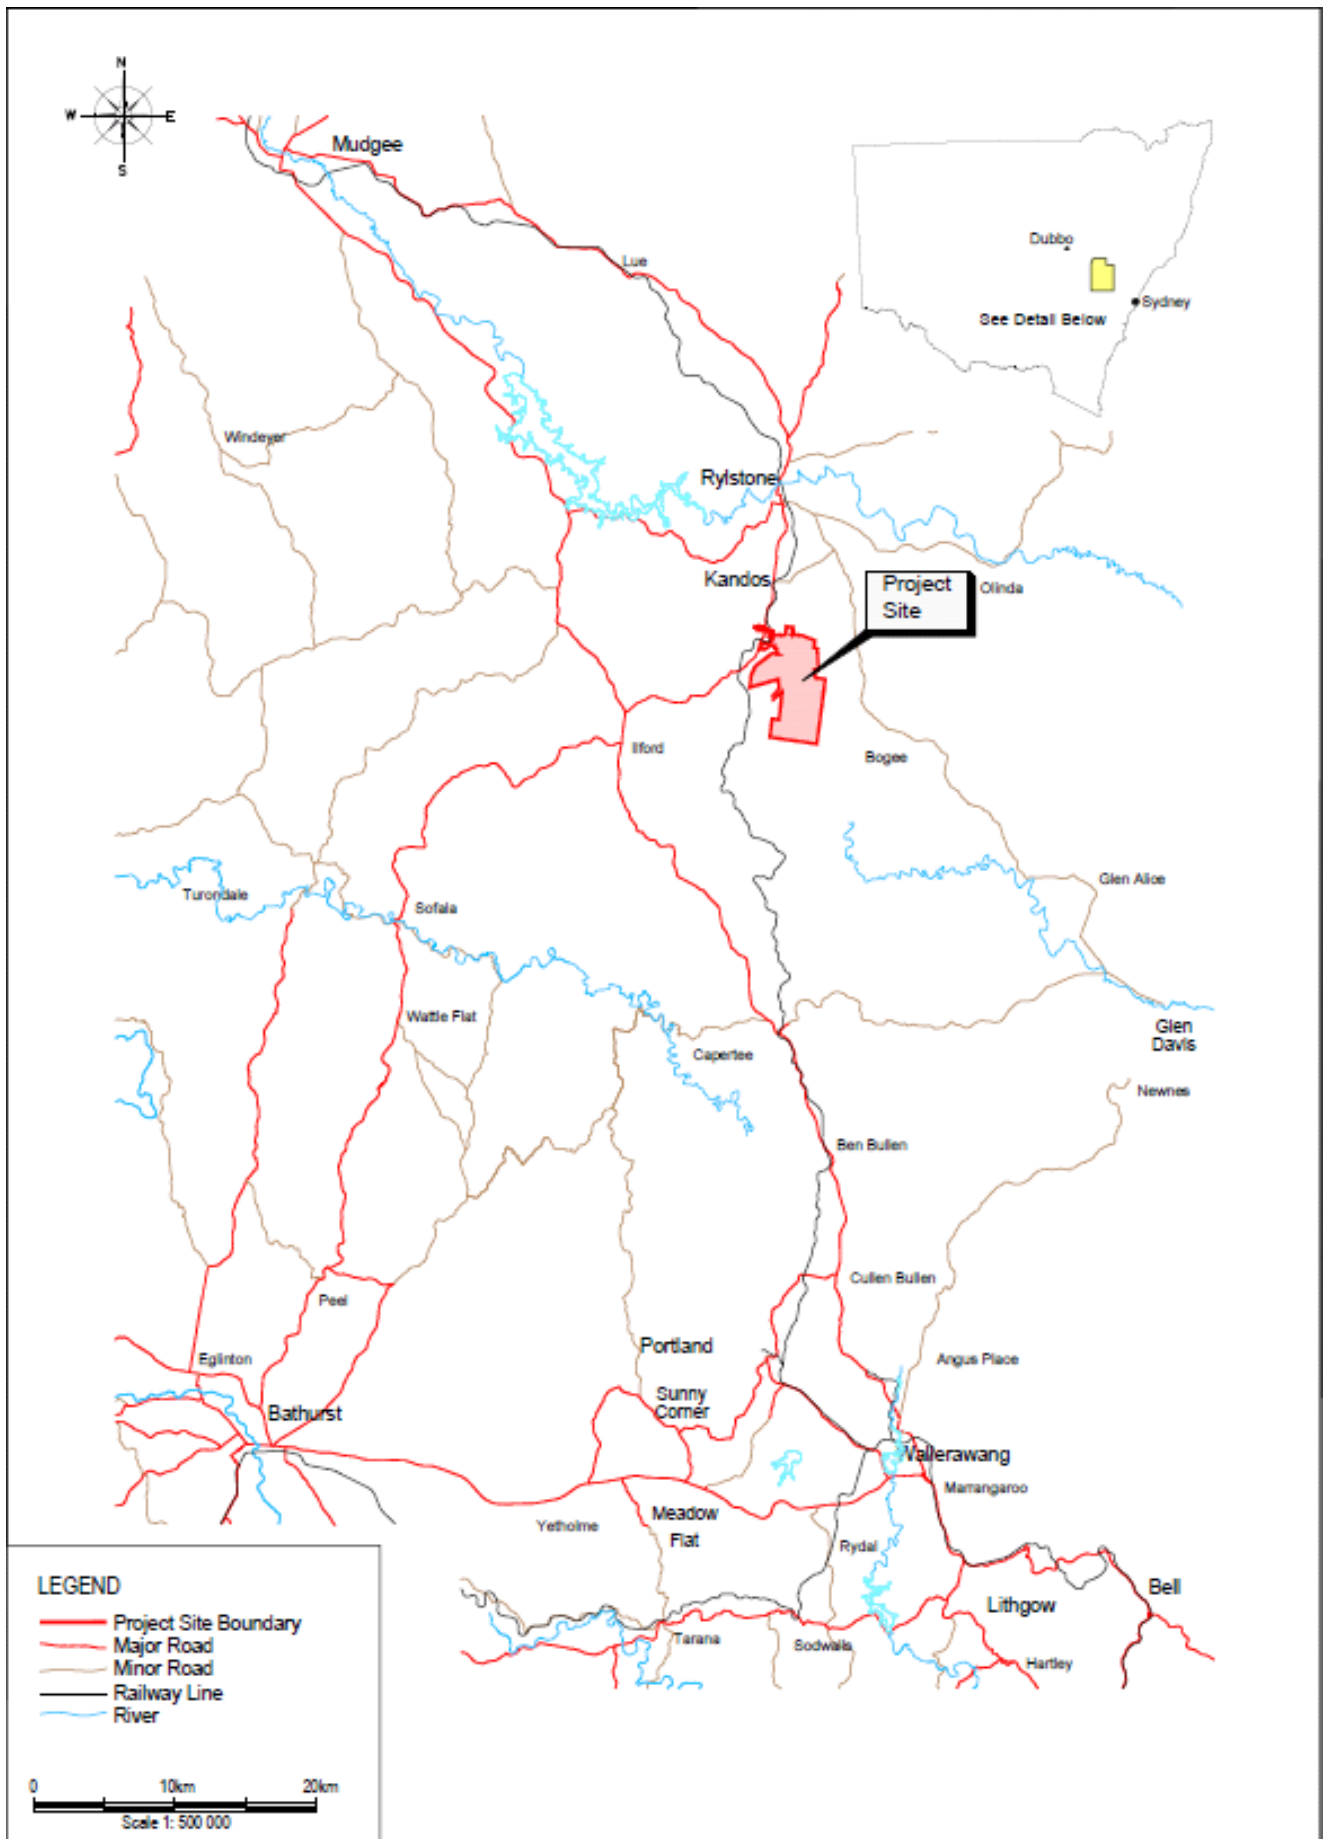 N
W E
S
Mudgee
Lue
Dubbo
Sydney
See Detail Below
Windeyer
Rylstone
Kandos
Project
Site
Olinda
Ilford
Bogee
Turondale
Sofala
Glen Alice
Wattle Flat
Capertee
Glen
Davis
Newnes
Ben Bullen
Cullen Bullen
Peel
Portland
Eglinton
Angus Place
Sunny
Corner
Bathurst
Wallerawang
Marrangaroo
Meadow
Flat
Yetholme
Rydal
Lithgow
Bell
Tarana
Sodwalls
Hartley
LEGEND
Project Site Boundary
Major Road
Minor Road
Railway Line
River
0 10km 20km
Scale 1: 500 000